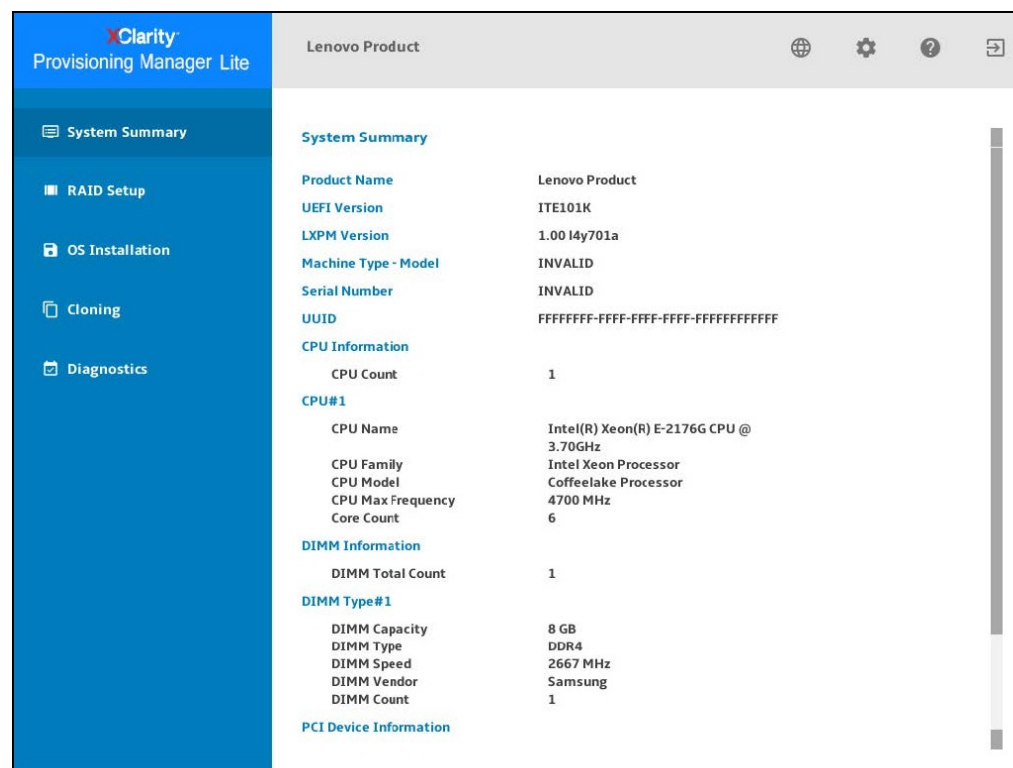 XClarity
Provisioning Manager Lite
Lenovo Product
System Summary
RAID Setup
OS Installation
Cloning
Diagnostics
System Summary
Product Name Lenovo Product
UEFI Version ITE101K
LXPM Version 1.00 l4y701a
Machine Type - Model INVALID
Serial Number INVALID
UUID FFFFFFFF-FFFF-FFFF-FFFF-FFFFFFFFFFFF
CPU Information
CPU Count 1
CPU#1
CPU Name Intel(R) Xeon(R) E-2176G CPU @
3.70GHz
CPU Family Intel Xeon Processor
CPU Model Coffeelake Processor
CPU Max Frequency 4700 MHz
Core Count 6
DIMM Information
DIMM Total Count 1
DIMM Type#1
DIMM Capacity 8 GB
DIMM Type DDR4
DIMM Speed 2667 MHz
DIMM Vendor Samsung
DIMM Count 1
PCI Device Information